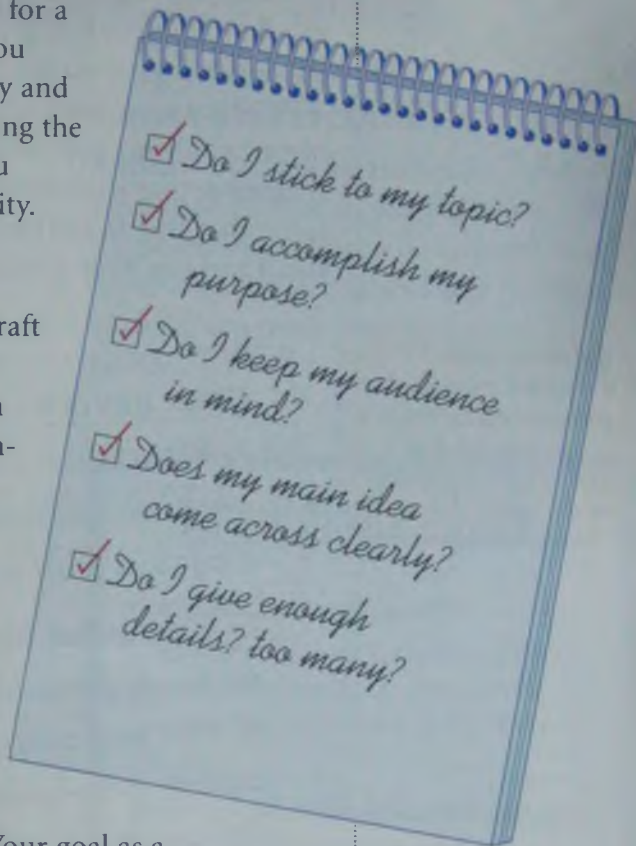 for a
y and
ng the
ity.
raft
Do I stick to my topic?
Do I accomplish my
purpose?
Do I keep my audience
in mind?
Does my main idea
come across clearly?
Do I give enough
details? too many?
Your goal as a